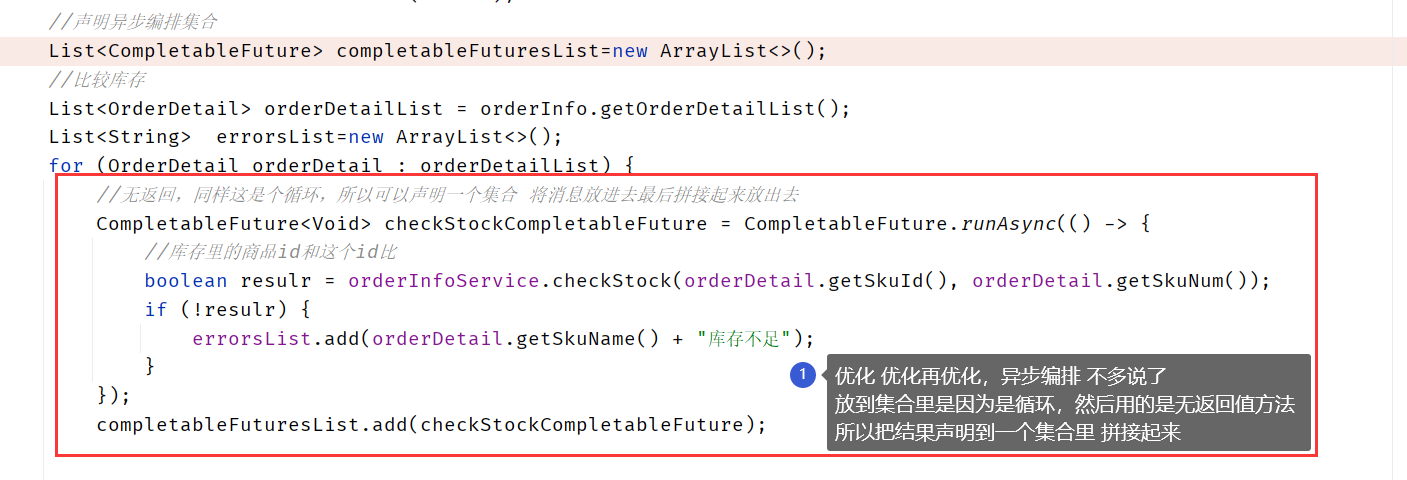 //声明异步编排集合
List<CompletableFuture> completableFuturesList=new ArrayList<>();
//比较库存
List<OrderDetail> orderDetailList = orderInfo.getOrderDetailList();
List<String>  errorsList=new ArrayList<>();
for (OrderDetail orderDetail : orderDetailList) {
//无返回，同样这是个循环，所以可以声明一个集合 将消息放进去最后拼接起来放出去
CompletableFuture<Void> checkStockCompletableFuture = CompletableFuture.runAsync(() -> {
//库存里的商品id和这个id比
boolean resulr = orderInfoService.checkStock(orderDetail.getSkuId(), orderDetail.getSkuNum());
if (!resulr) {
errorsList.add(orderDetail.getSkuName() + "库存不足");
}
});
completableFuturesList.add(checkStockCompletableFuture);
1
优化 优化再优化，异步编排 不多说了
放到集合里是因为是循环，然后用的是无返回值方法
所以把结果声明到一个集合里 拼接起来